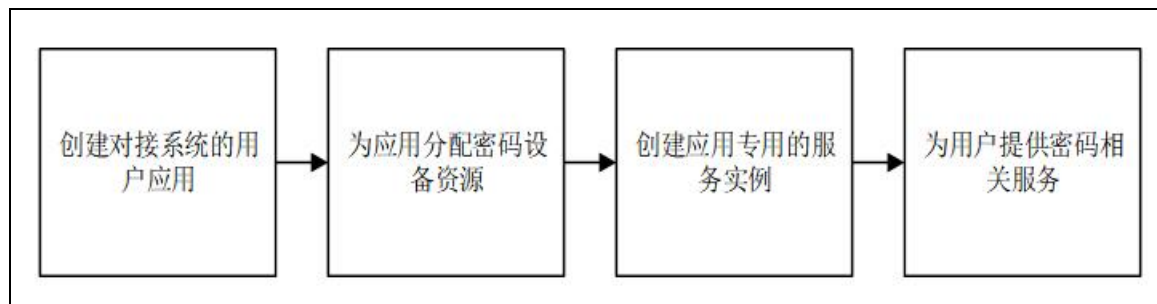 创建对接系统的用
户应用
为应用分配密码设
备资源
创建应用专用的服
务实例
为用户提供密码相
关服务